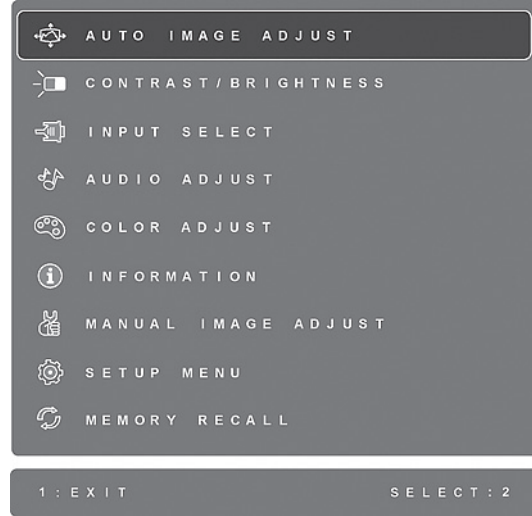 AUTO IMAGE ADJUST
CONTRAST/BRIGHTNESS
INPUT SELECT
AUDIO ADJUST
COLOR ADJUST
INFORMATION
MANUAL IMAGE ADJUST
SETUP MENU
MEMORY RECALL
1:EXIT SELECT:2